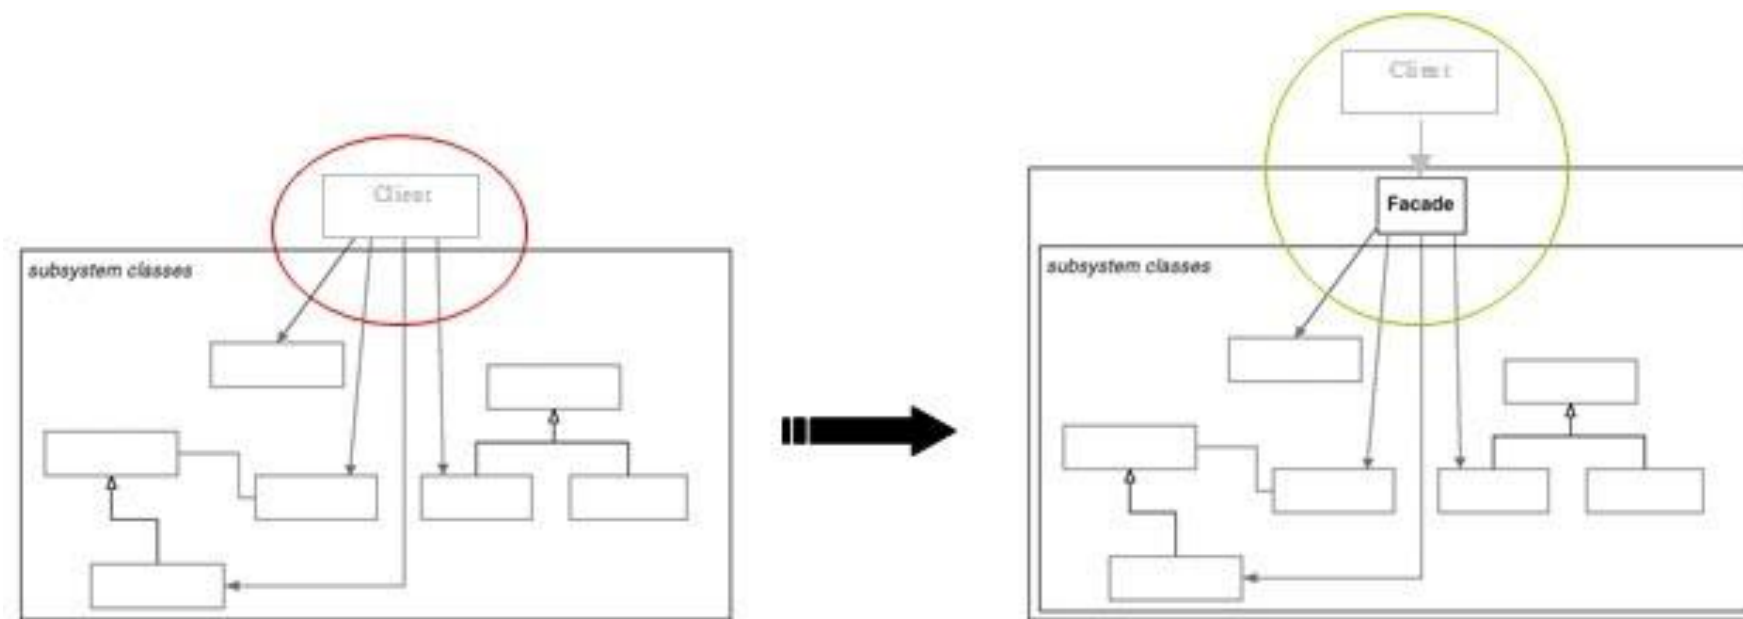 Client
subsystem classes
Client
Facade
subsystem classes